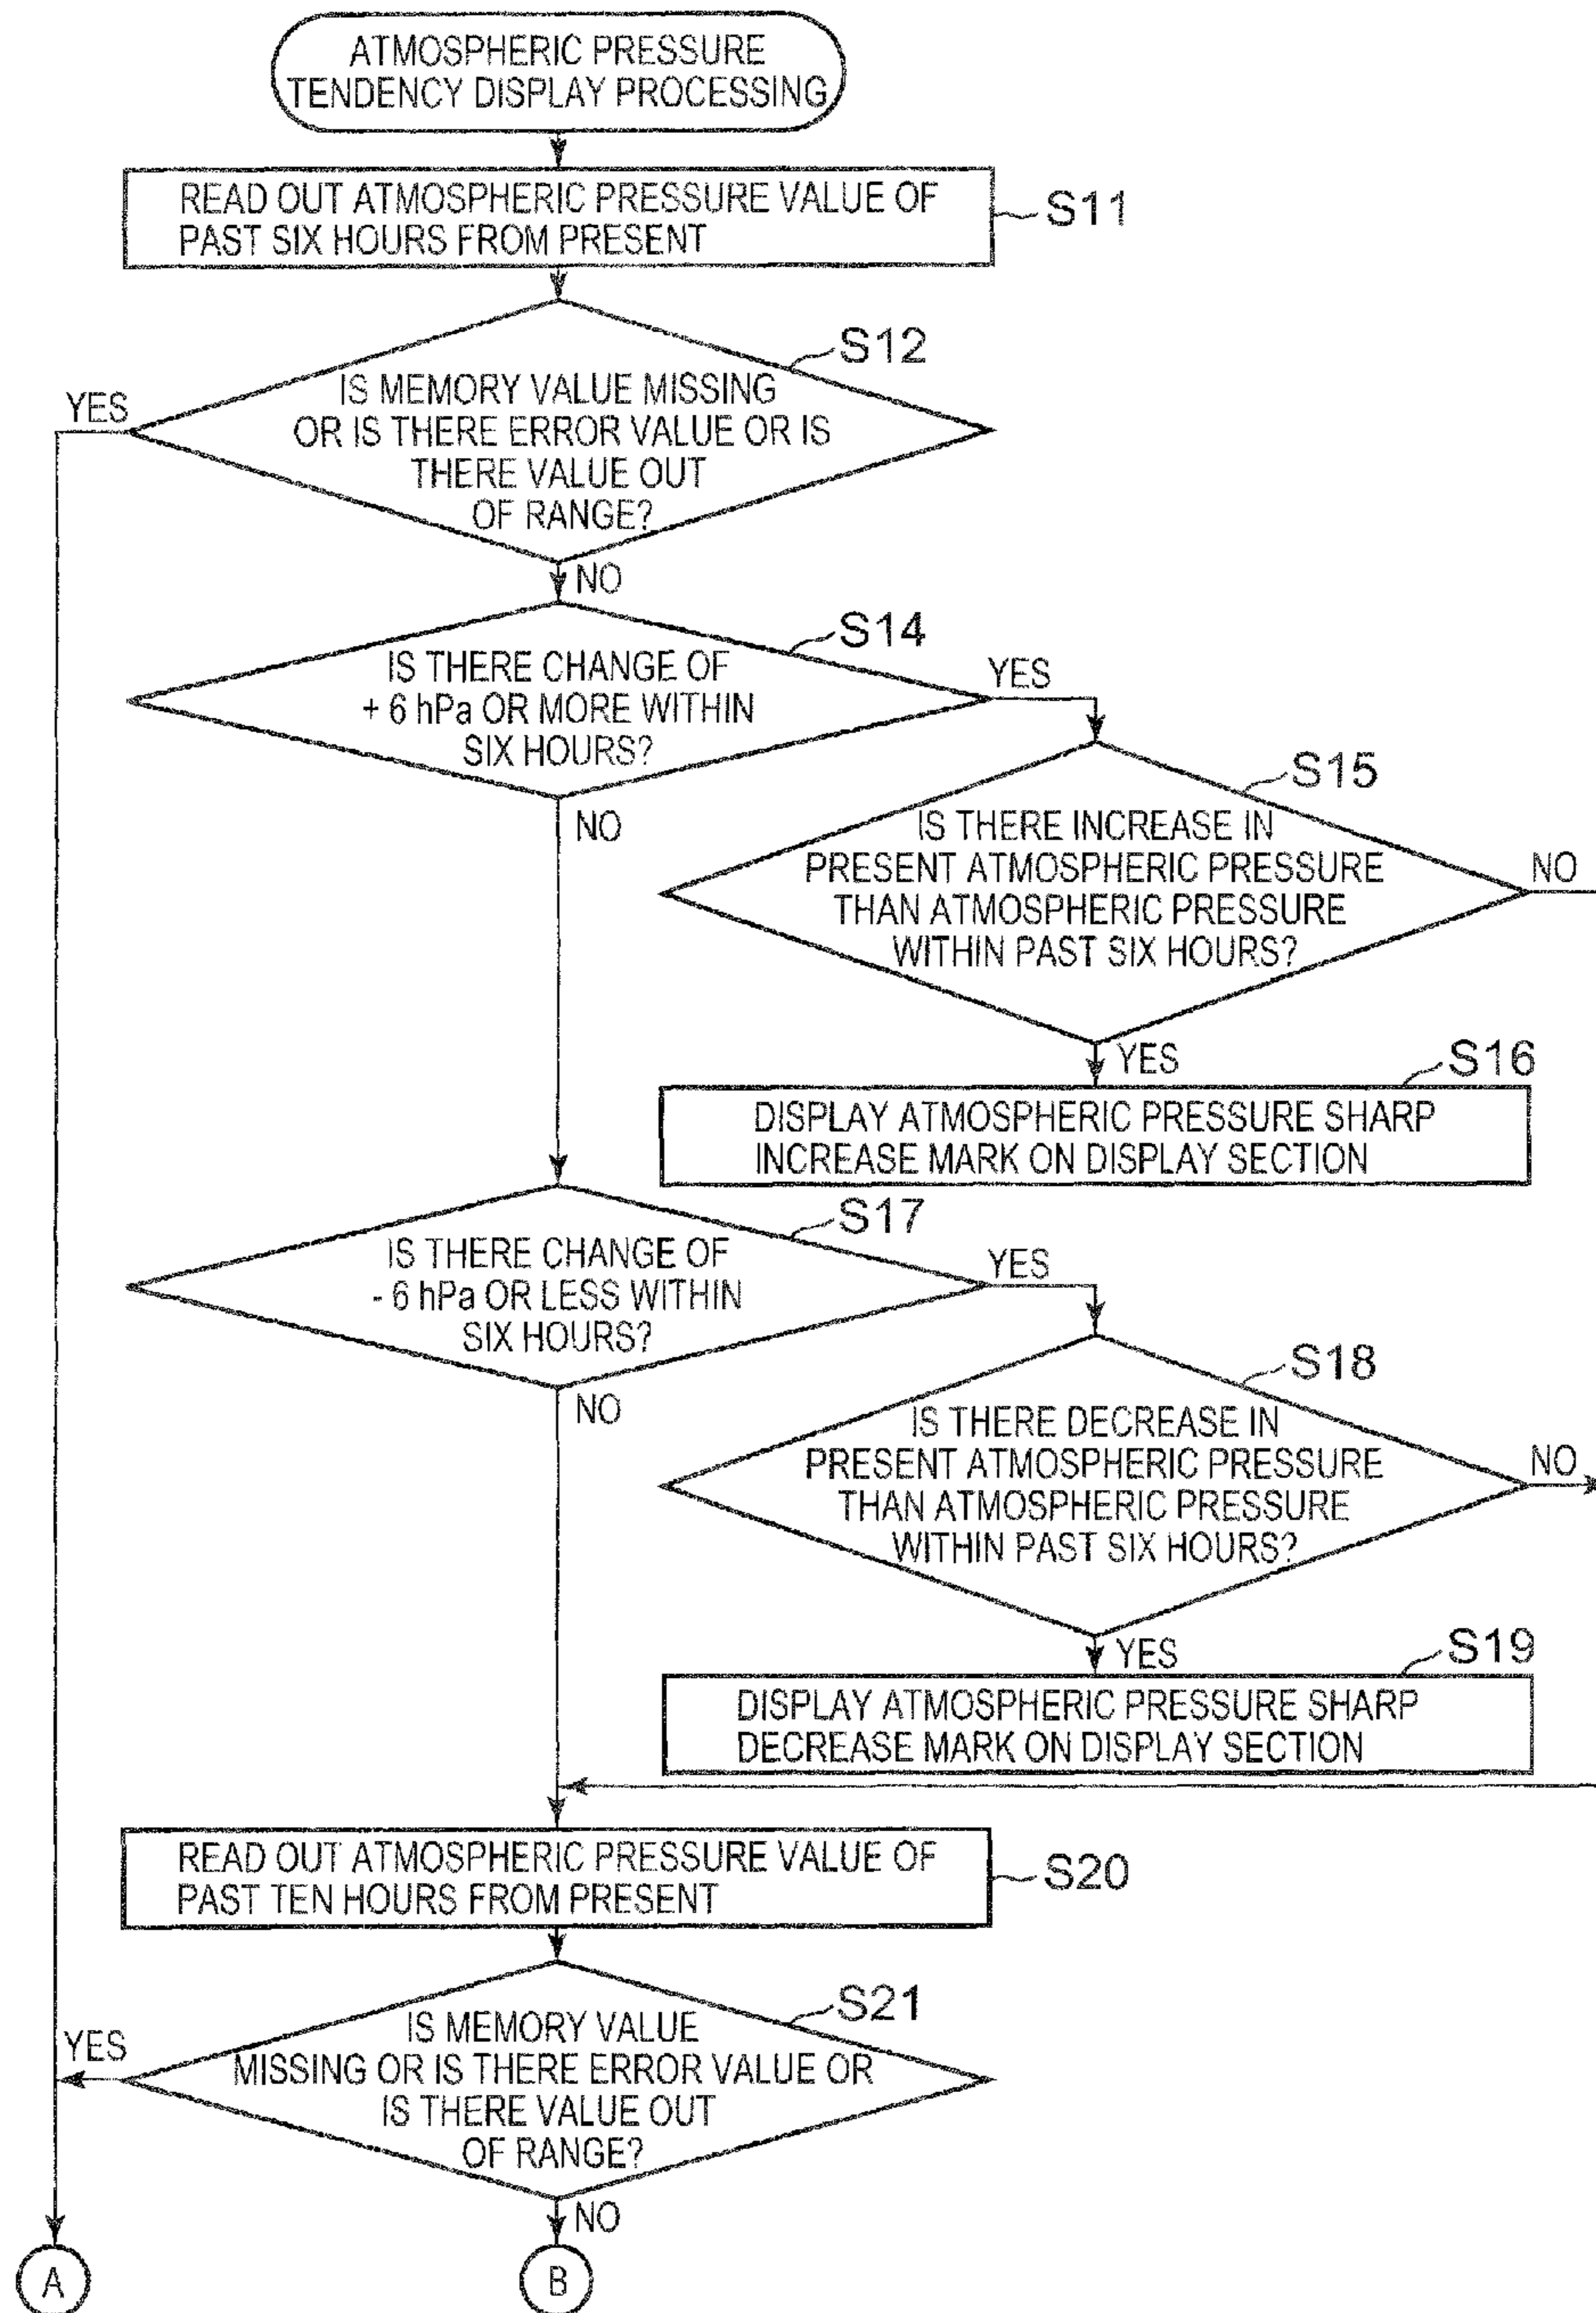 ATMOSPHERIC PRESSURE
TENDENCY DISPLAY PROCESSING
READ OUT ATMOSPHERIC PRESSURE VALUE OF
PAST SIX HOURS FROM PRESENT
S11
S12
IS MEMORY VALUE MISSING
OR IS THERE ERROR VALUE OR IS
THERE VALUE OUT
OF RANGE?
YES
NO
S14
IS THERE CHANGE OF
+ 6 hPa OR MORE WITHIN
SIX HOURS?
YES
NO
S15
IS THERE INCREASE IN
PRESENT ATMOSPHERIC PRESSURE
THAN ATMOSPHERIC PRESSURE
WITHIN PAST SIX HOURS?
NO
YES
S16
DISPLAY ATMOSPHERIC PRESSURE SHARP
INCREASE MARK ON DISPLAY SECTION
S17
IS THERE CHANGE OF
- 6 hPa OR LESS WITHIN
SIX HOURS?
YES
NO
S18
IS THERE DECREASE IN
PRESENT ATMOSPHERIC PRESSURE
THAN ATMOSPHERIC PRESSURE
WITHIN PAST SIX HOURS?
NO
YES
S19
DISPLAY ATMOSPHERIC PRESSURE SHARP
DECREASE MARK ON DISPLAY SECTION
READ OUT ATMOSPHERIC PRESSURE VALUE OF
PAST TEN HOURS FROM PRESENT
S20
S21
IS MEMORY VALUE
MISSING OR IS THERE ERROR VALUE OR
IS THERE VALUE OUT
OF RANGE?
YES
NO
A
B